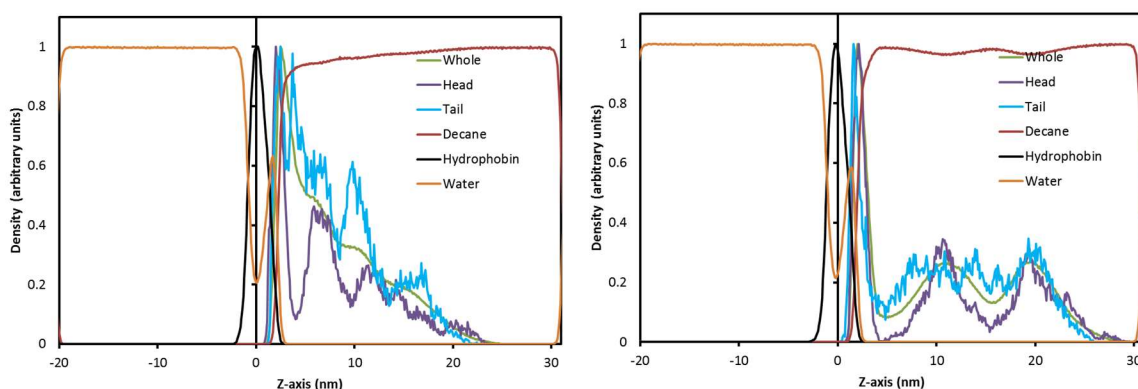 1
0.8
0.6
0.4
0.2
0
Density (arbitrary units)
-20 -10 0 10 20 30
Z-axis (nm)
Whole
Head
Tail
Decane
Hydrophobin
Water
1
0.8
0.6
0.4
0.2
0
Density (arbitrary units)
-20 -10 0 10 20 30
Z-axis (nm)
Whole
Head
Tail
Decane
Hydrophobin
Water